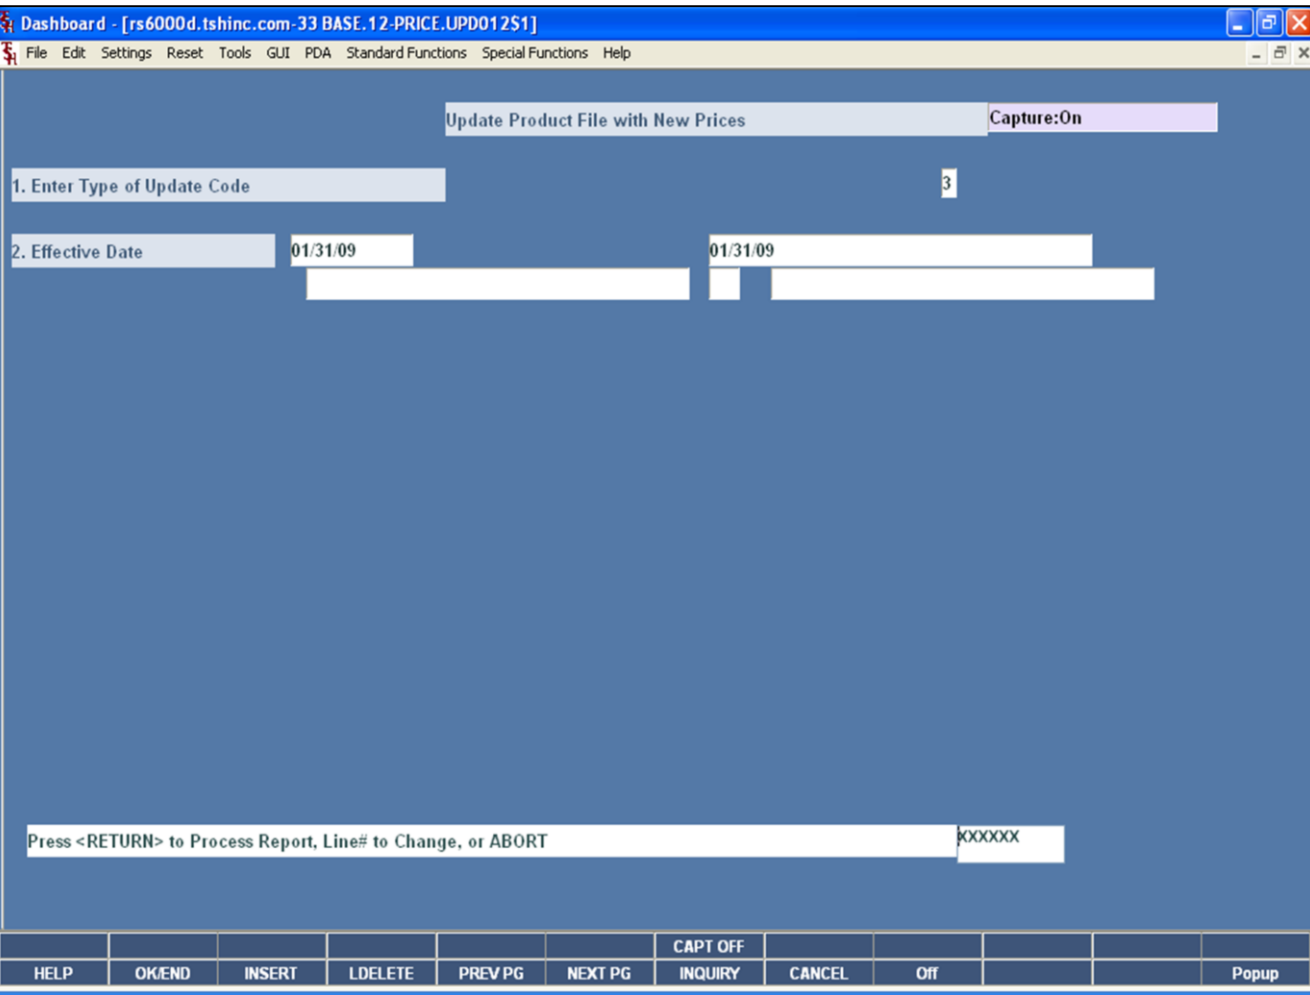 Dashboard - [rs6000d.tshinc.com-33 BASE.12-PRICE.UPD012$1]
File Edit Settings Reset Tools GUI PDA Standard Functions Special Functions Help
Update Product File with New Prices Capture:On
1. Enter Type of Update Code 3
2. Effective Date 01/31/09 01/31/09
Press <RETURN> to Process Report, Line# to Change, or ABORT XXXXXX
CAPT OFF
HELP OK/END INSERT LDELETE PREV PG NEXT PG INQUIRY CANCEL Off Popup